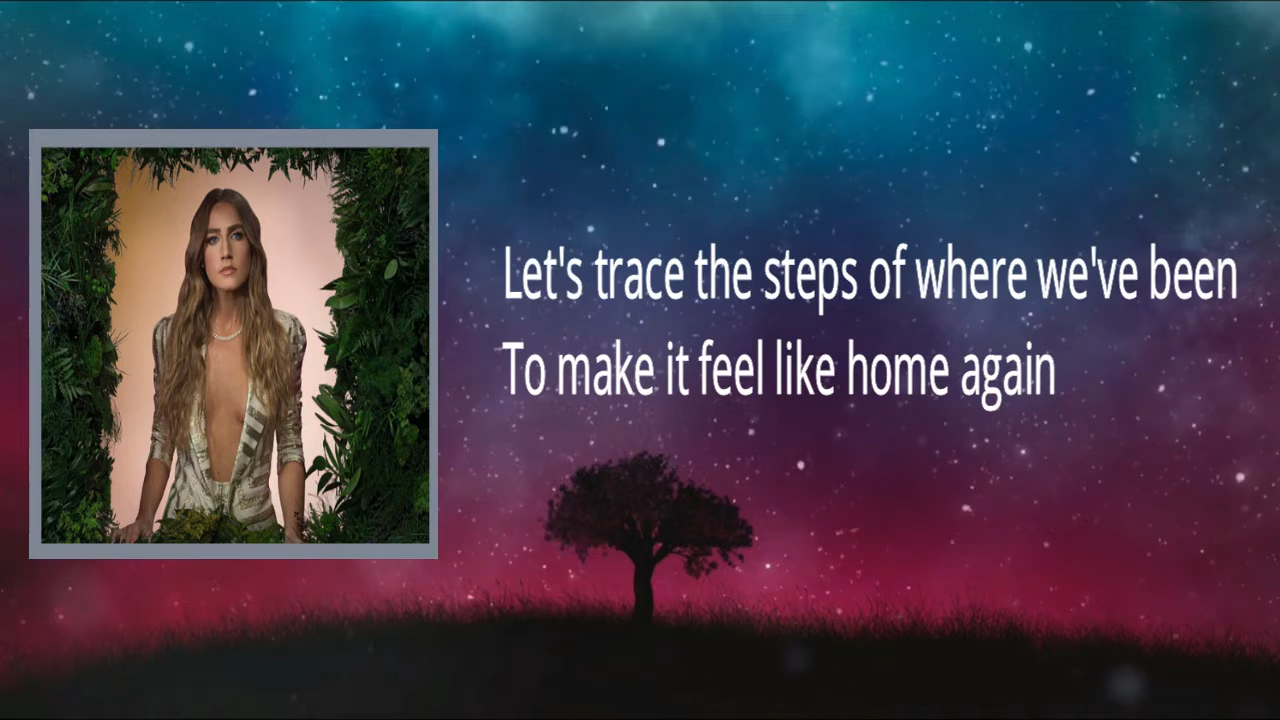 Let's trace the steps of where we've been
To make it feel like home again